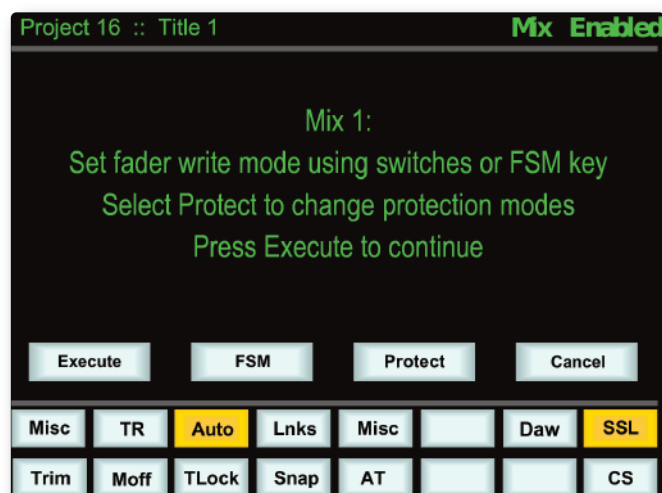 Project 16 :: Title 1 Mix Enabled
Mix 1:
Set fader write mode using switches or FSM key
Select Protect to change protection modes
Press Execute to continue
Execute FSM Protect Cancel
Misc TR Auto Lnks Misc Daw SSL
Trim Moff TLock Snap AT CS